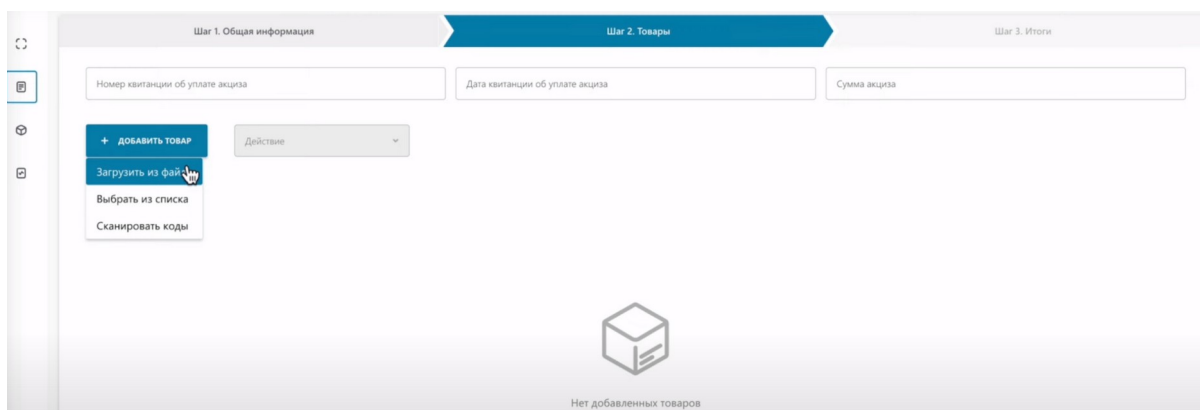 Шаг 1. Общая информация
Шаг 2. Товары
Шаг 3. Итоги
Номер квитанции об уплате акциза
Дата квитанции об уплате акциза
Сумма акциза
+ ДОБАВИТЬ ТОВАР
Действие
Загрузить из
Выбрать из списка
Сканировать коды
Нет добавленных товаров